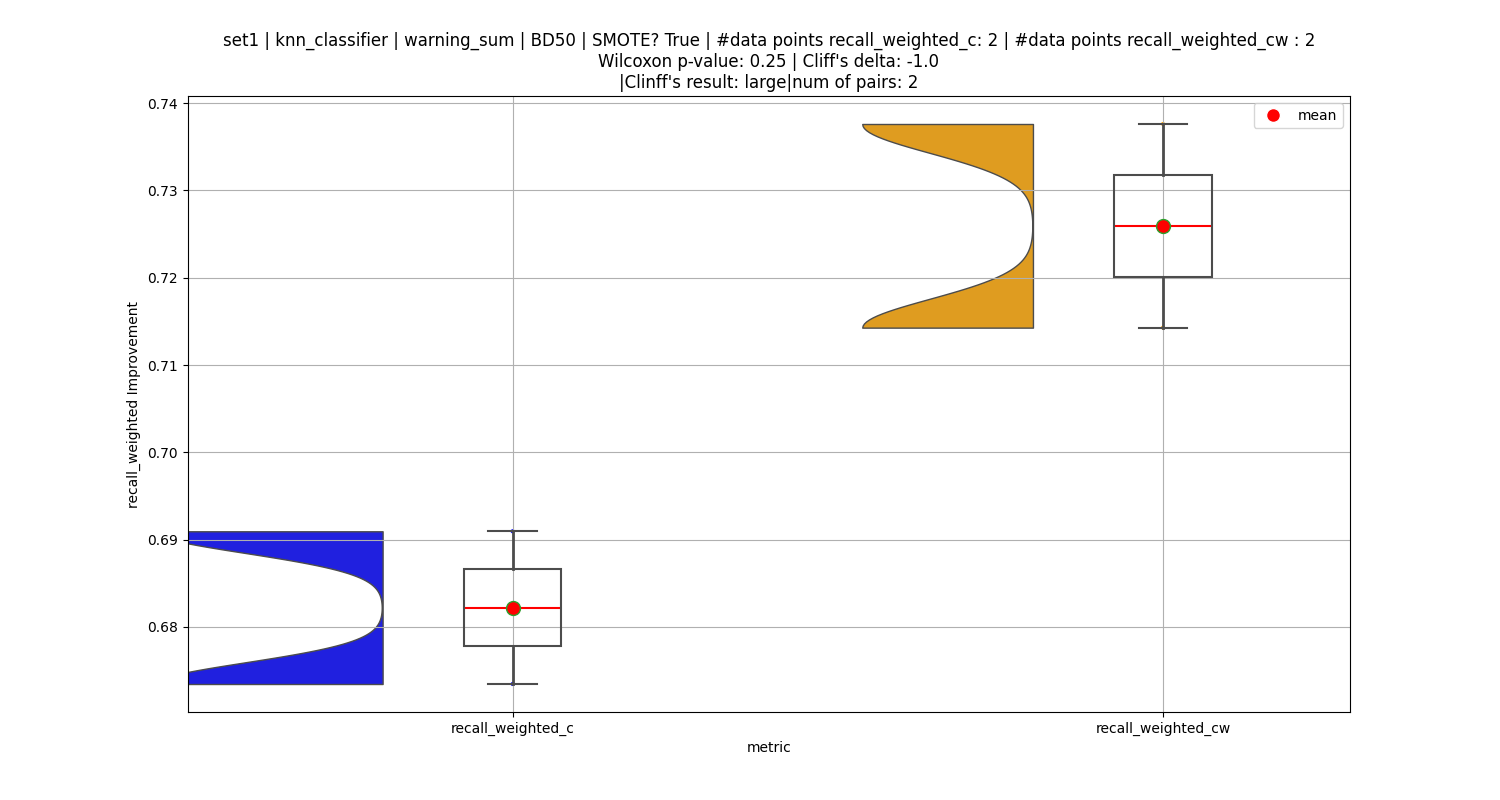 set1 | knn_classifier | warning_sum | BD50 | SMOTE? True | #data points recall_weighted_c: 2 | #data points recall_weighted_cw : 2
Wilcoxon p-value: 0.25 | Cliff's delta: -1.0
|Clinff's result: large|num of pairs: 2
mean
recall_weighted Improvement
0.74
0.73
0.72
0.71
0.70
0.69
0.68
recall_weighted_c
recall_weighted_cw
metric